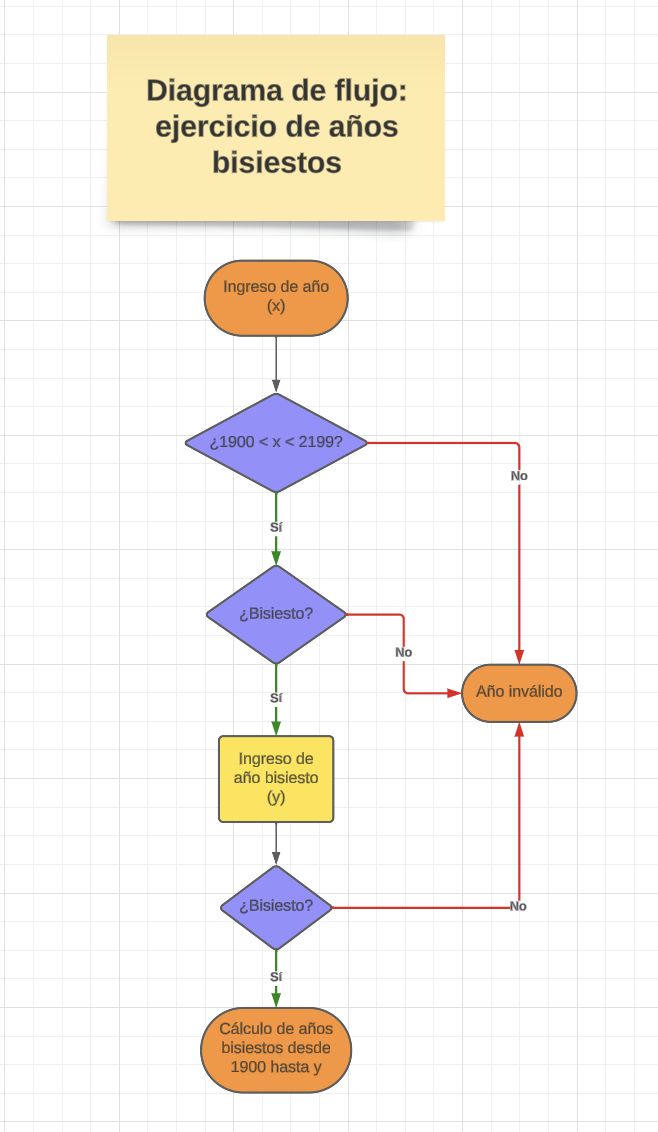 Diagrama de flujo:
ejercicio de años
bisiestos
Ingreso de año
(x)
¿1900 < x < 2199?
No
Sí
¿Bisiesto?
No
Sí
Año inválido
Ingreso de
año bisiesto
(y)
¿Bisiesto?
No
Sí
Cálculo de años
bisiestos desde
1900 hasta y